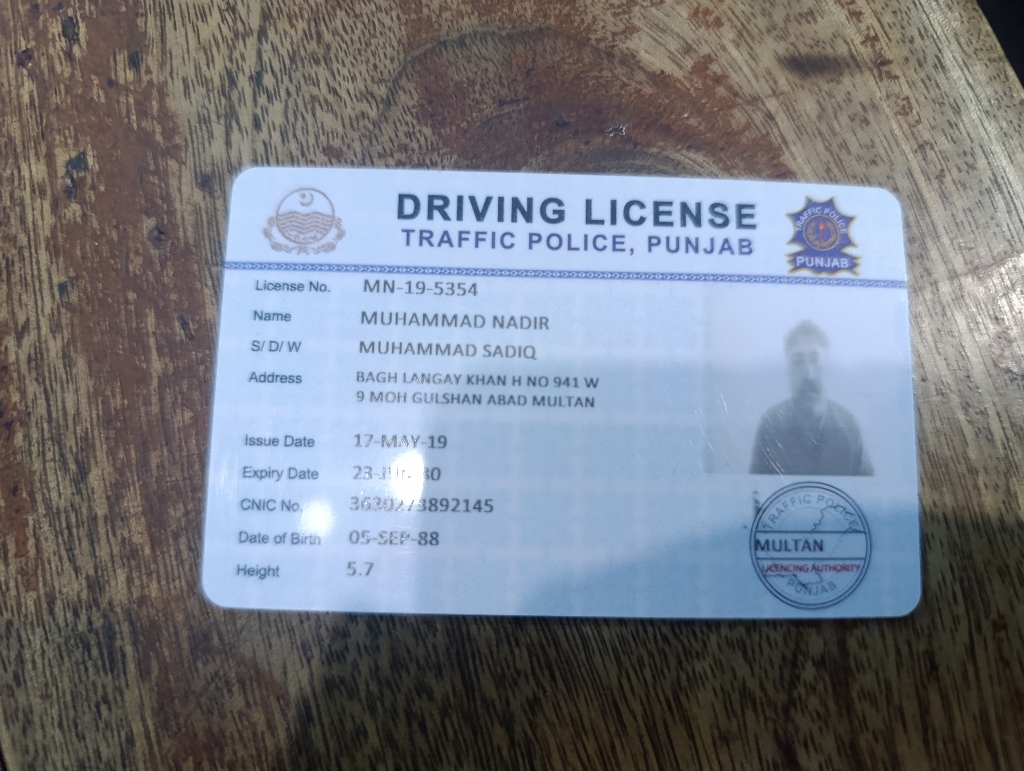 DRIVING LICENSE
TRAFFIC POLICE, PUNJAB
TRAFFIC POLICE
PUNJAB
License No. MN-19-5354
Name MUHAMMAD NADIR
S/ D/ W MUHAMMAD SADIQ
Address BAGH LANGAY KHAN H NO 941 W
9 MOH GULSHAN ABAD MULTAN
Issue Date 17-MAY-19
Expiry Date
CNIC No.
Date of Birth 05-SEP-88
Height 5.7
TRAFFIC POLICE
MULTAN
LICENCING AUTHORITY
PUNJAB